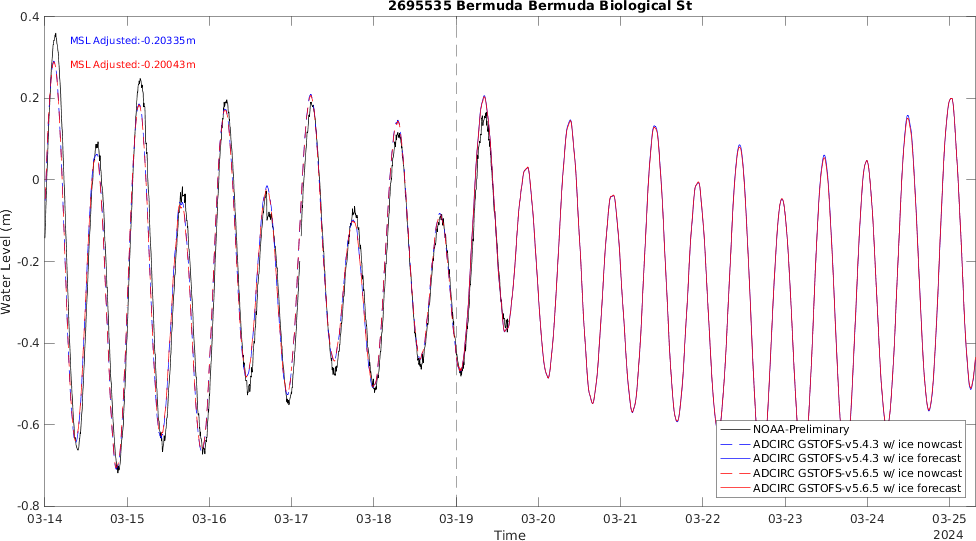 2695535 Bermuda Bermuda Biological St
0.4
MSL Adjusted:-0.20335m
MSL Adjusted:-0.20043m
0.2
0
-0.2
-0.4
-0.6
-0.8
Water Level (m)
NOAA-Preliminary
ADCIRC GSTOFS-v5.4.3 w/ ice nowcast
ADCIRC GSTOFS-v5.4.3 w/ ice forecast
ADCIRC GSTOFS-v5.6.5 w/ ice nowcast
ADCIRC GSTOFS-v5.6.5 w/ ice forecast
03-14 03-15 03-16 03-17 03-18 03-19 03-20 03-21 03-22 03-23 03-24 03-25
2024
Time